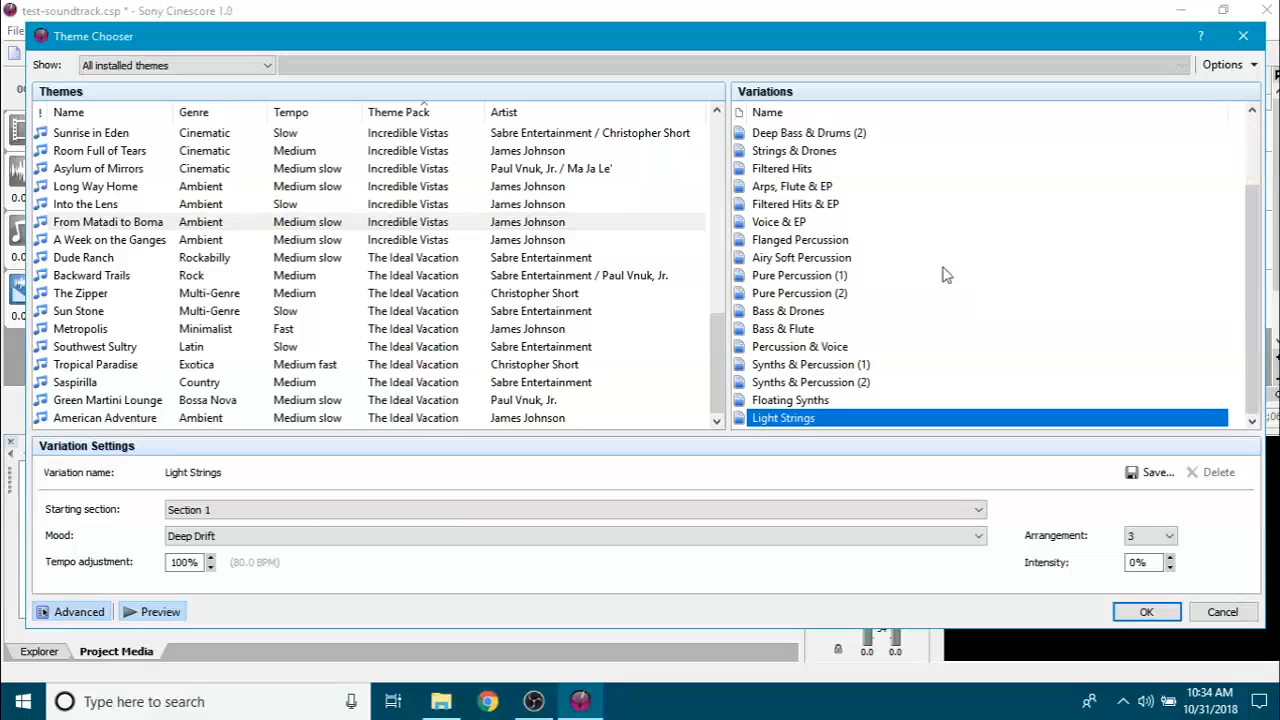 test-soundtrack.csp * - Sony Cinescore 1.0
File
Theme Chooser
Show: All installed themes Options
Themes
Name Genre Tempo Theme Pack Artist
Sunrise in Eden Cinematic Slow Incredible Vistas Sabre Entertainment / Christopher Short
Room Full of Tears Cinematic Medium Incredible Vistas James Johnson
Asylum of Mirrors Cinematic Medium slow Incredible Vistas Paul Vnuk, Jr. / Ma Ja Le'
Long Way Home Ambient Medium slow Incredible Vistas James Johnson
Into the Lens Ambient Slow Incredible Vistas James Johnson
From Matadi to Boma Ambient Medium slow Incredible Vistas James Johnson
A Week on the Ganges Ambient Medium slow Incredible Vistas James Johnson
Dude Ranch Rockabilly Medium slow The Ideal Vacation Sabre Entertainment
Backward Trails Rock Medium The Ideal Vacation Sabre Entertainment / Paul Vnuk, Jr.
The Zipper Multi-Genre Medium The Ideal Vacation Christopher Short
Sun Stone Multi-Genre Slow The Ideal Vacation Sabre Entertainment
Metropolis Minimalist Fast The Ideal Vacation James Johnson
Southwest Sultry Latin Slow The Ideal Vacation Sabre Entertainment
Tropical Paradise Exotica Medium fast The Ideal Vacation Christopher Short
Saspirilla Country Medium The Ideal Vacation Sabre Entertainment
Green Martini Lounge Bossa Nova Medium slow The Ideal Vacation Paul Vnuk, Jr.
American Adventure Ambient Medium slow The Ideal Vacation James Johnson
Variations
Name
Deep Bass & Drums (2)
Strings & Drones
Filtered Hits
Arps, Flute & EP
Filtered Hits & EP
Voice & EP
Flanged Percussion
Airy Soft Percussion
Pure Percussion (1)
Pure Percussion (2)
Bass & Drones
Bass & Flute
Percussion & Voice
Synths & Percussion (1)
Synths & Percussion (2)
Floating Synths
Light Strings
Variation Settings
Variation name: Light Strings Save... Delete
Starting section: Section 1
Mood: Deep Drift Arrangement: 3
Tempo adjustment: 100% (80.0 BPM) Intensity: 0%
Advanced Preview OK Cancel
Explorer Project Media 0.0 0.0
Type here to search
10:34 AM
10/31/2018